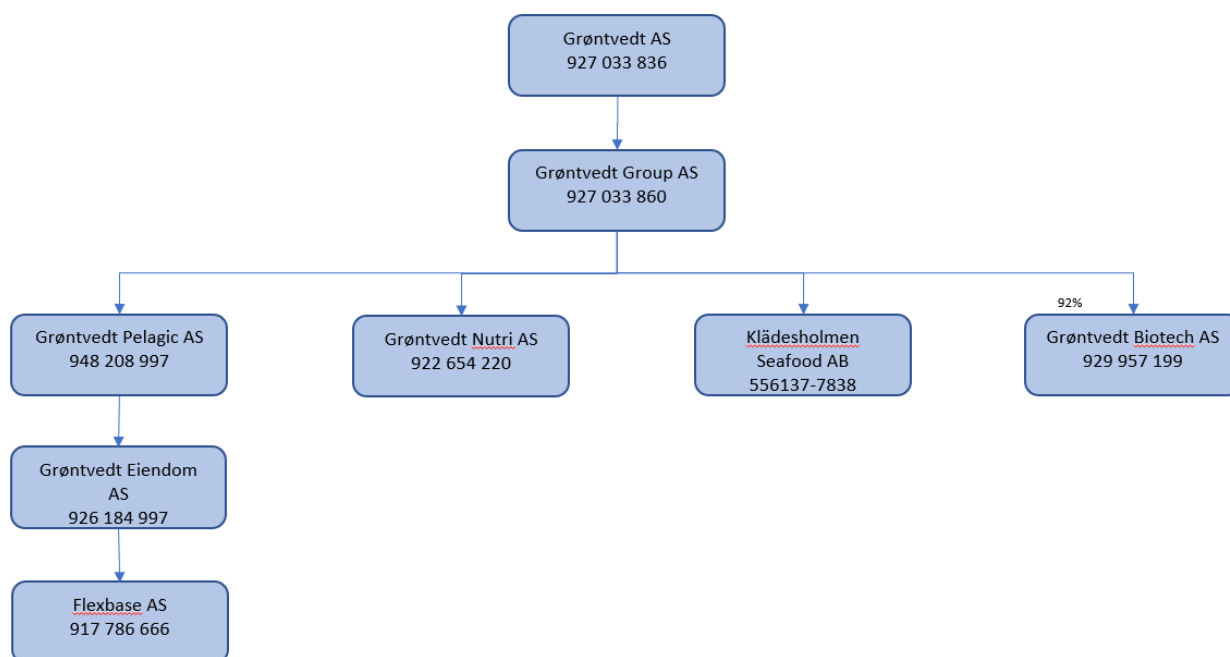 Grøntvedt AS
927 033 836
Grøntvedt Group AS
927 033 860
92%
Grøntvedt Pelagic AS
948 208 997
Grøntvedt Nutri AS
922 654 220
Klädesholmen
Seafood AB
556137-7838
Grøntvedt Biotech AS
929 957 199
Grøntvedt Eiendom
AS
926 184 997
Flexbase AS
917 786 666